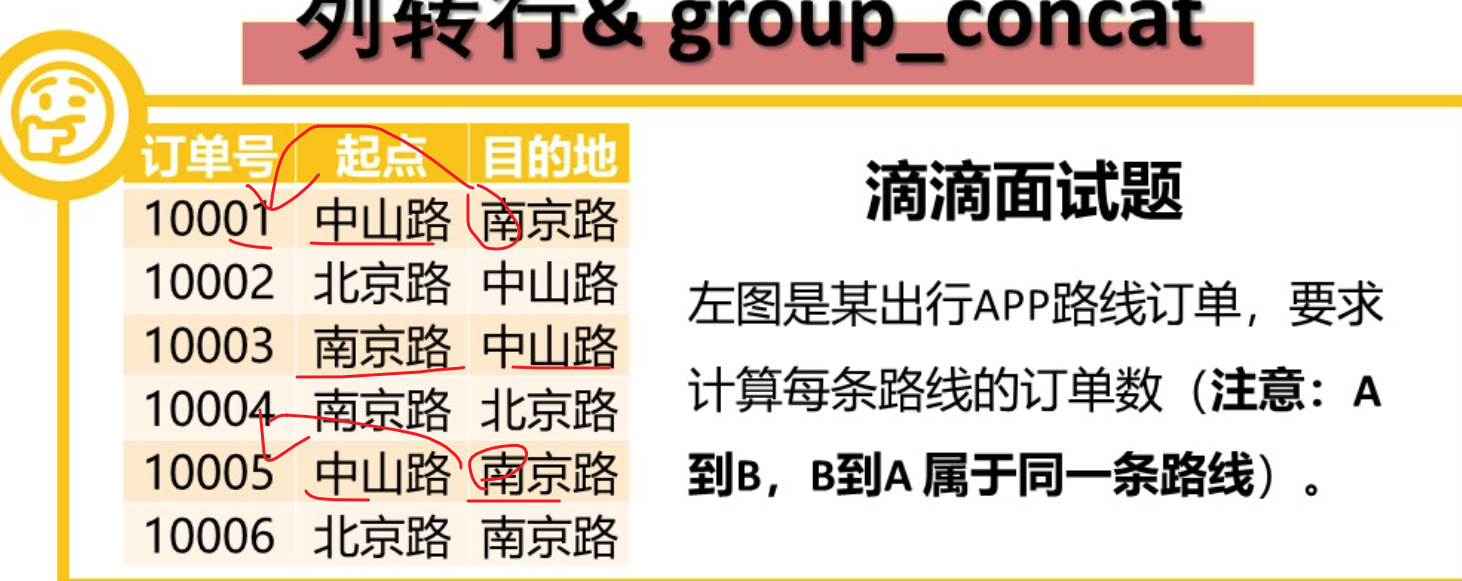 列转行& group_concat
订单号 起点 目的地
10001 中山路 南京路
10002 北京路 中山路
10003 南京路 中山路
10004 南京路 北京路
10005 中山路 南京路
10006 北京路 南京路
滴滴面试题
左图是某出行APP路线订单，要求
计算每条路线的订单数（注意：A
到B，B到A 属于同一条路线）。